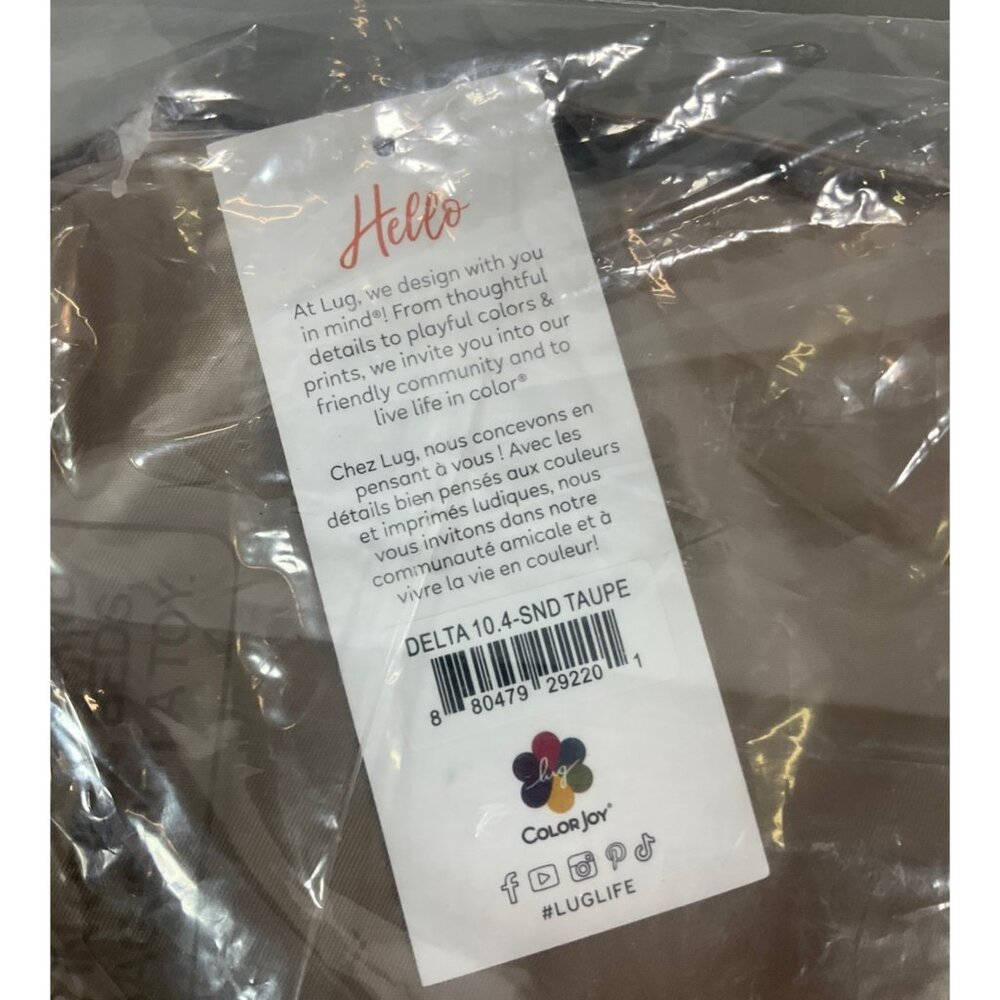 Hello
At Lug, we design with you
in mind®! From thoughtful
details to playful colors &
prints, we invite you into our
friendly community and to
live life in color®
Chez Lug, nous concevons en
pensant à vous ! Avec les
détails bien pensés aux couleurs
et imprimés ludiques, nous
vous invitons dans notre
communauté amicale et à
vivre la vie en couleur!
DELTA 10.4-SND TAUPE
8 80479 29220 1
lug
COLORJOY®
#LUGLIFE
A TOY.